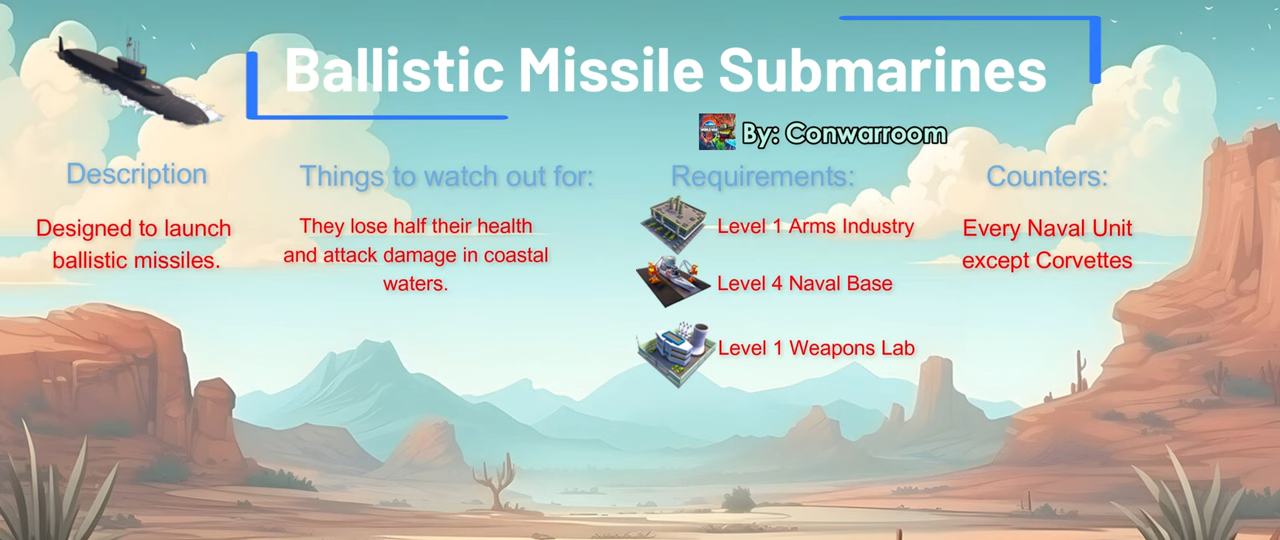 Ballistic Missile Submarines
By: Conwarroom
Description
Designed to launch
ballistic missiles.
Things to watch out for:
They lose half their health
and attack damage in coastal
waters.
Requirements:
Level 1 Arms Industry
Level 4 Naval Base
Level 1 Weapons Lab
Counters:
Every Naval Unit
except Corvettes